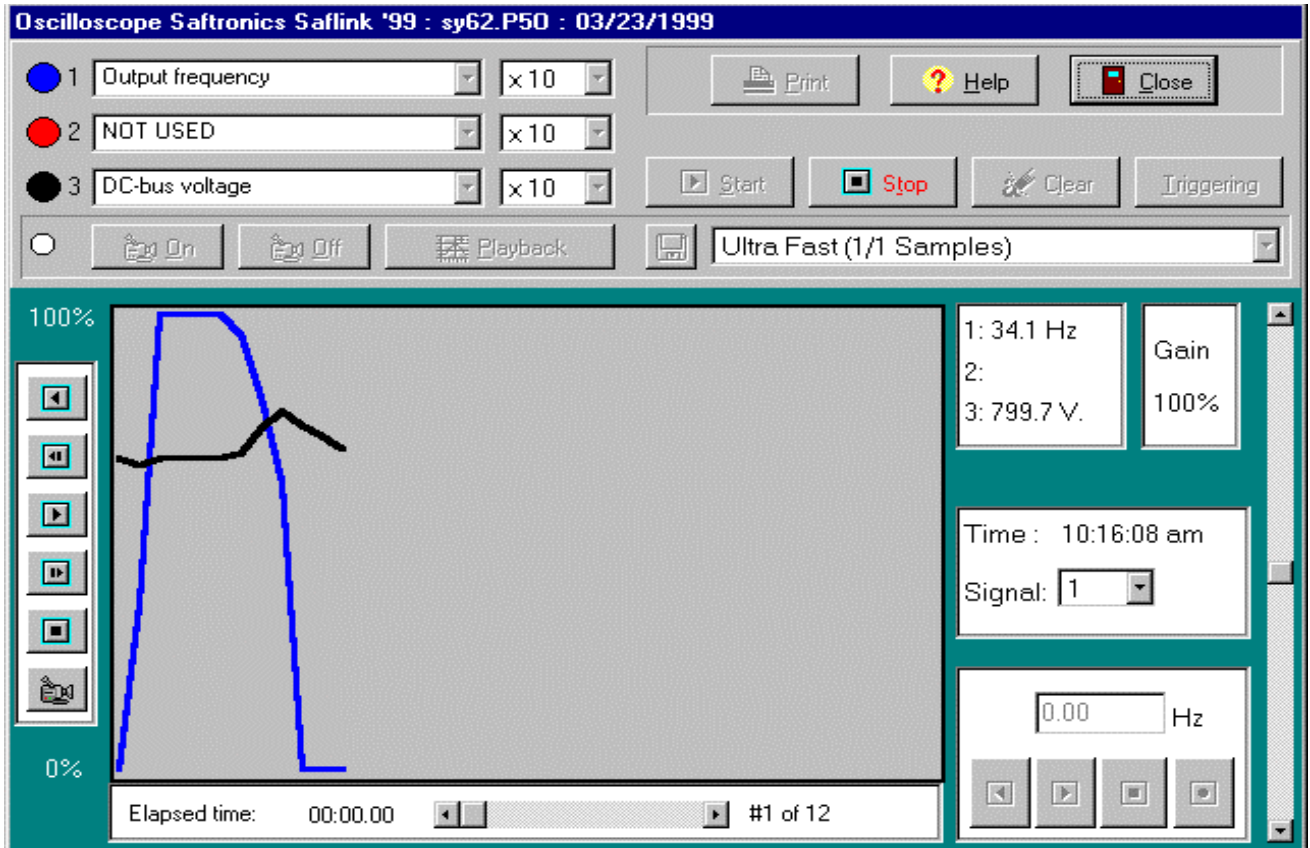 Oscilloscope Saftronics Saflink '99 : sy62.P50 : 03/23/1999
1 Output frequency x 10 Print Help Close
2 NOT USED x 10
3 DC-bus voltage x 10 Start Stop Clear Triggering
On Off Playback Ultra Fast (1/1 Samples)
100%
0%
1: 34.1 Hz
2:
3: 799.7 V.
Gain
100%
Time : 10:16:08 am
Signal: 1
0.00 Hz
Elapsed time: 00:00.00 #1 of 12